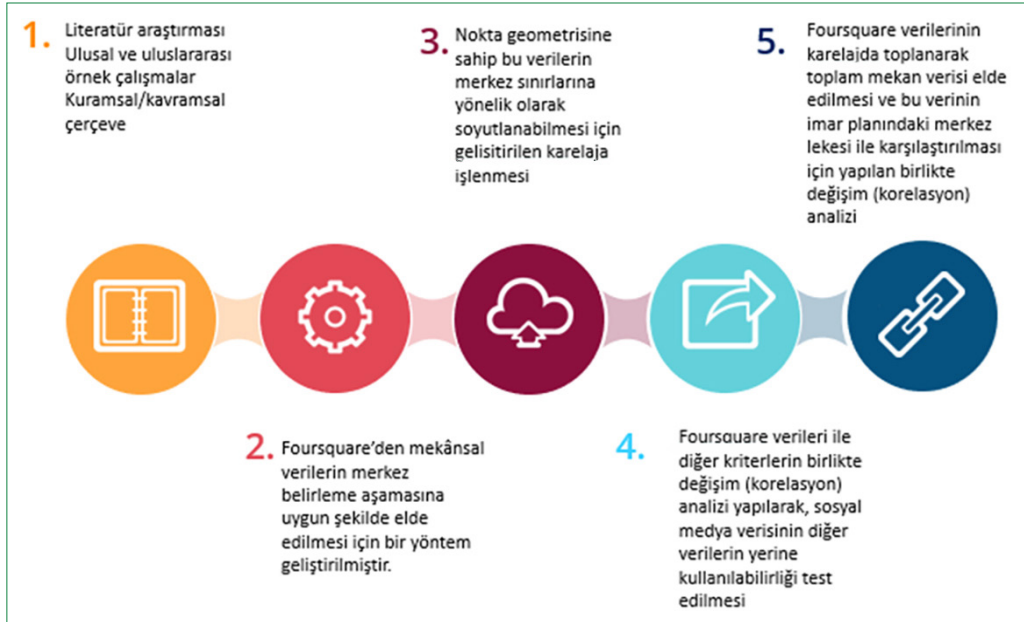 1.
Literatür araştırması
Ulusal ve uluslararası
örnek çalışmalar
Kuramsal/kavramsal
çerçeve
2.
Foursquare'den mekânsal
verilerin merkez
belirleme aşamasına
uygun şekilde elde
edilmesi için bir yöntem
geliştirilmiştir.
3.
Nokta geometrisine
sahip bu verilerin
merkez sınırlarına
yönelik olarak
soyutlanabilmesi için
gelisitirilen karelaja
işlenmesi
4.
Foursquare verileri ile
diğer kriterlerin birlikte
değişim (korelasyon)
analizi yapılarak, sosyal
medya verisinin diğer
verilerin yerine
kullanılabilirliği test
edilmesi
5.
Foursquare verilerinin
karelajda toplanarak
toplam mekan verisi elde
edilmesi ve bu verinin
imar planındaki merkez
lekesi ile karşılaştırılması
için yapılan birlikte
değişim (korelasyon)
analizi